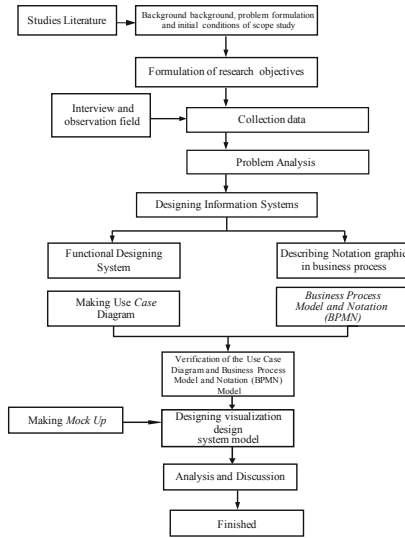 Studies Literature
Background background, problem formulation
and initial conditions of scope study
Formulation of research objectives
Interview and
observation field
Collection data
Problem Analysis
Designing Information Systems
Functional Designing
System
Describing Notation graphic
in business process
Making Use Case
Diagram
Business Process
Model and Notation
(BPMN)
Verification of the Use Case
Diagram and Business Process
Model and Notation (BPMN)
Model
Making Mock Up
Designing visualization
design
system model
Analysis and Discussion
Finished